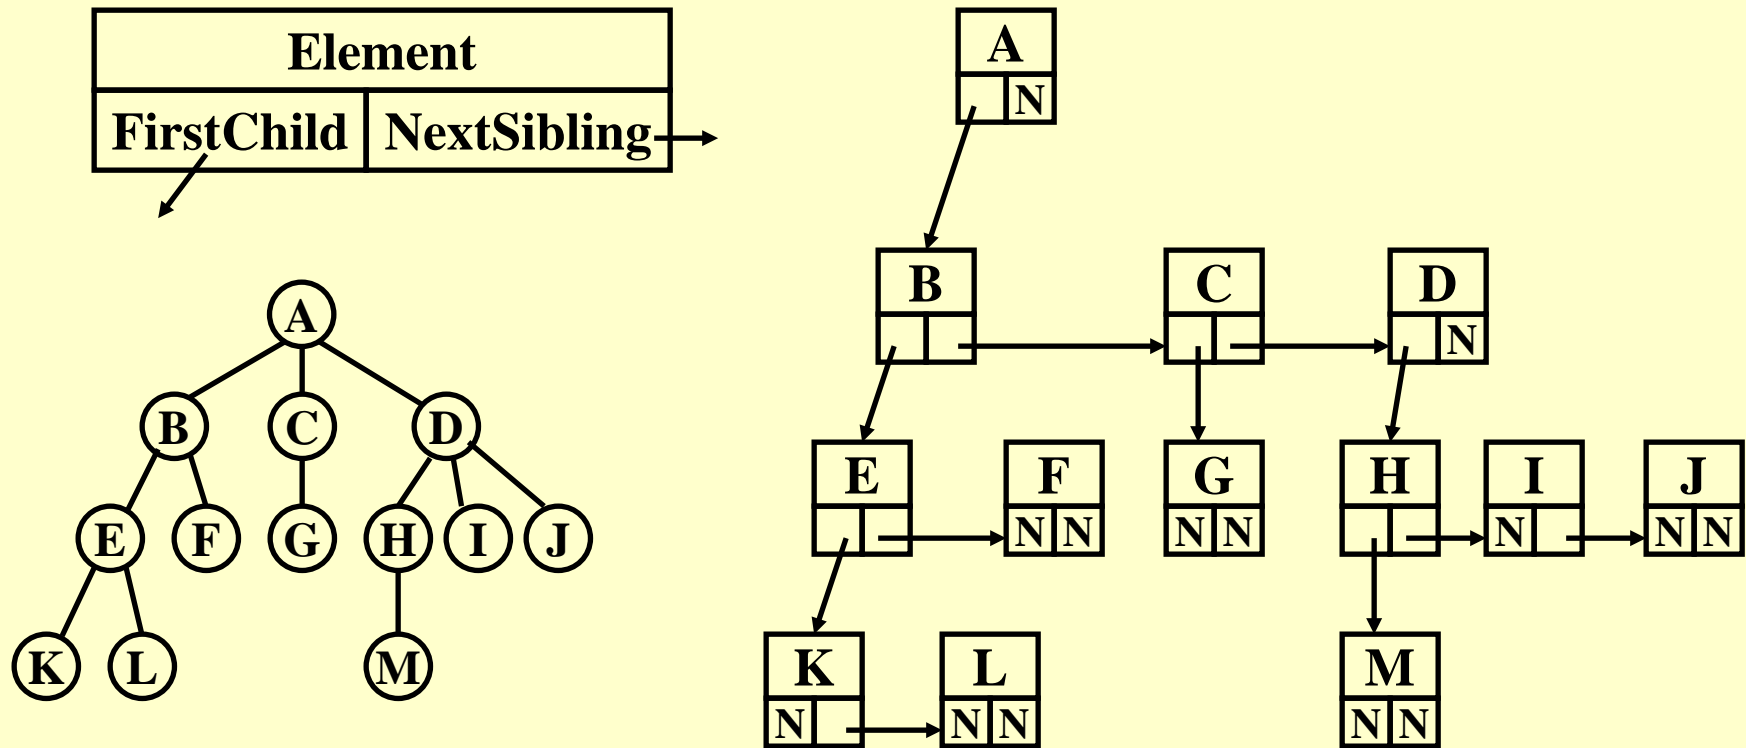 Element
FirstChild NextSibling
A
B C D
E F G H I J
K L M
A
N
B C D
N
E F G H I J
N N N N N N N
K L M
N N N N N